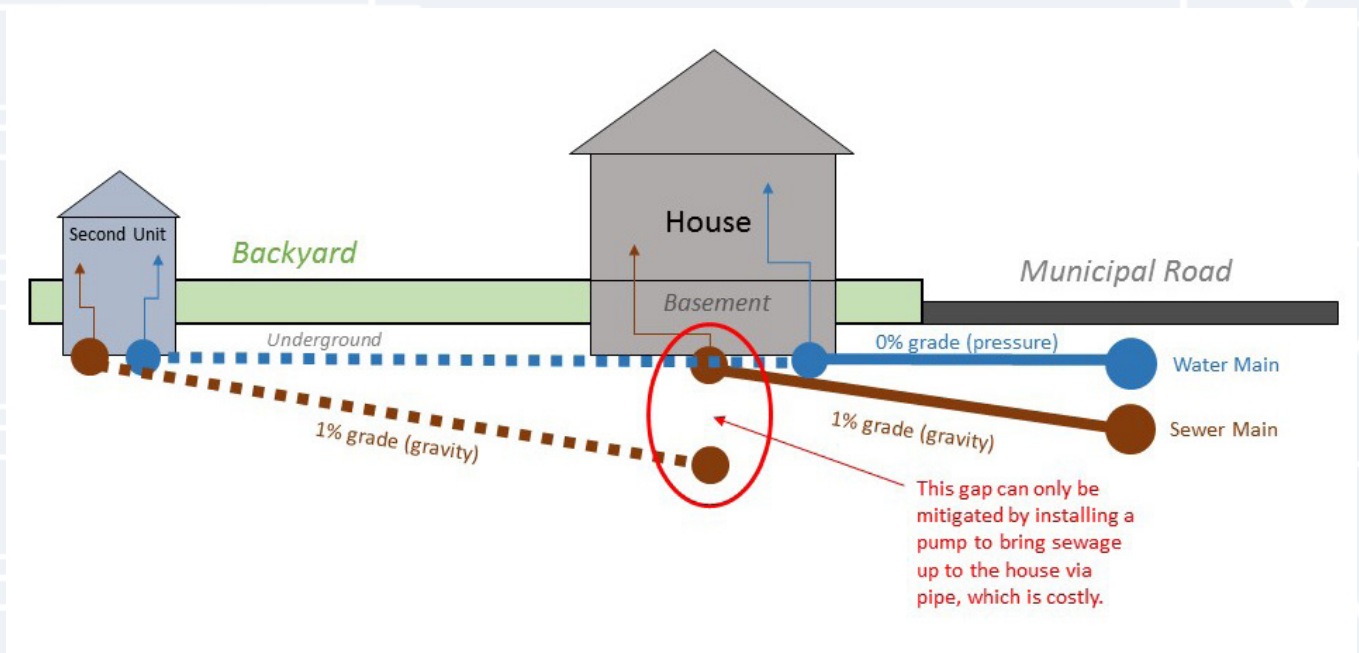 House
Second Unit
Backyard
Municipal Road
Basement
Underground
0% grade (pressure)
Water Main
1% grade (gravity)
1% grade (gravity)
Sewer Main
This gap can only be
mitigated by installing a
pump to bring sewage
up to the house via
pipe, which is costly.